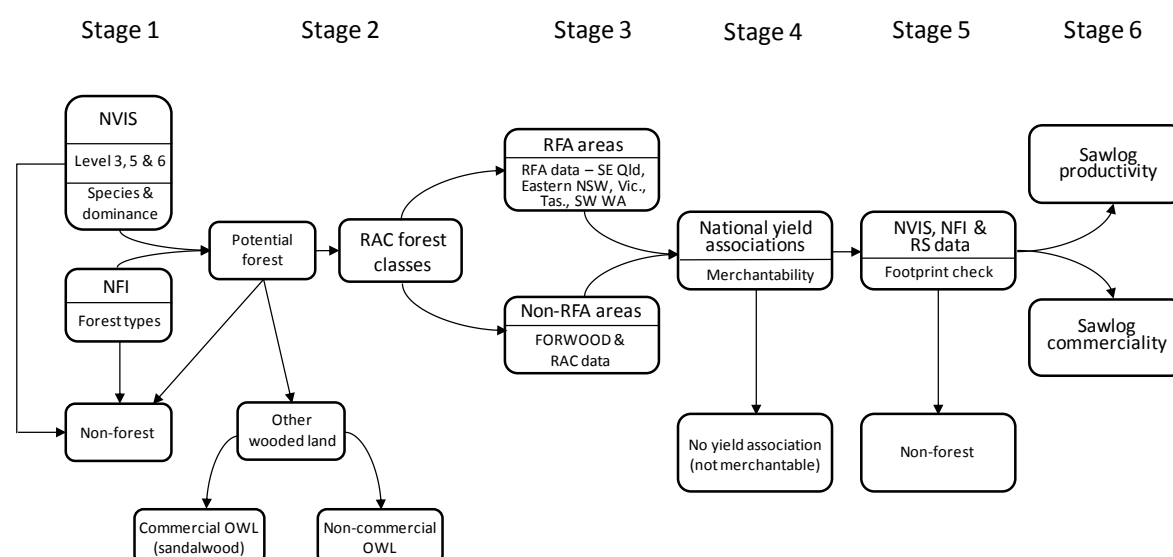 Stage 1
Stage 2
Stage 3
Stage 4
Stage 5
Stage 6
NVIS
Level 3, 5 & 6
Species &
dominance
NFI
Forest types
Non-forest
Potential
forest
RAC forest
classes
Other
wooded land
Commercial OWL
(sandalwood)
Non-commercial
OWL
RFA areas
RFA data – SE Qld,
Eastern NSW, Vic.,
Tas., SW WA
Non-RFA areas
FORWOOD &
RAC data
National yield
associations
Merchantability
No yield association
(not merchantable)
NVIS, NFI &
RS data
Footprint check
Non-forest
Sawlog
productivity
Sawlog
commerciality